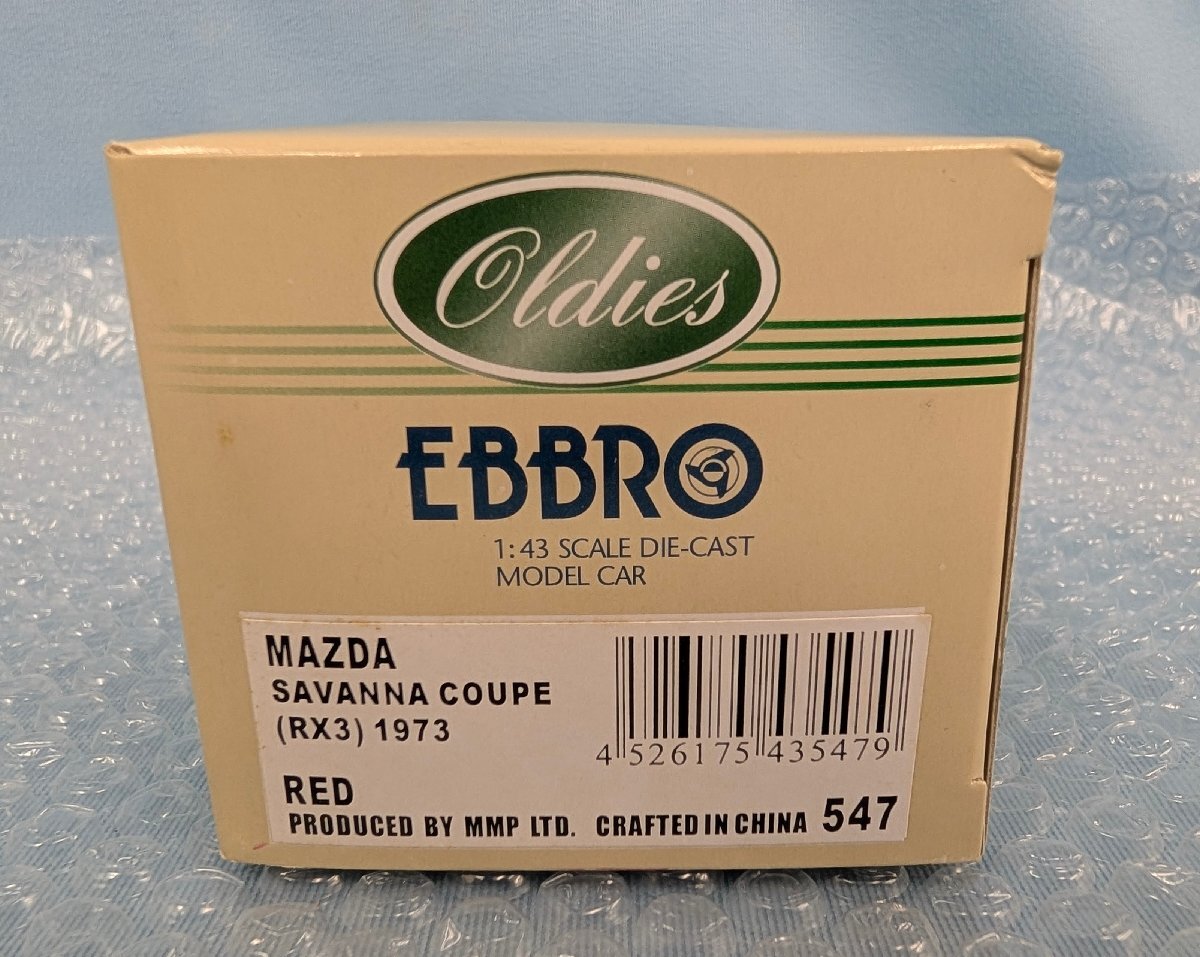 Oldies
EBBRO
1:43 SCALE DIE-CAST
MODEL CAR
MAZDA
SAVANNA COUPE
(RX3) 1973
4 526175 435479
RED
PRODUCED BY MMP LTD. CRAFTED IN CHINA 547